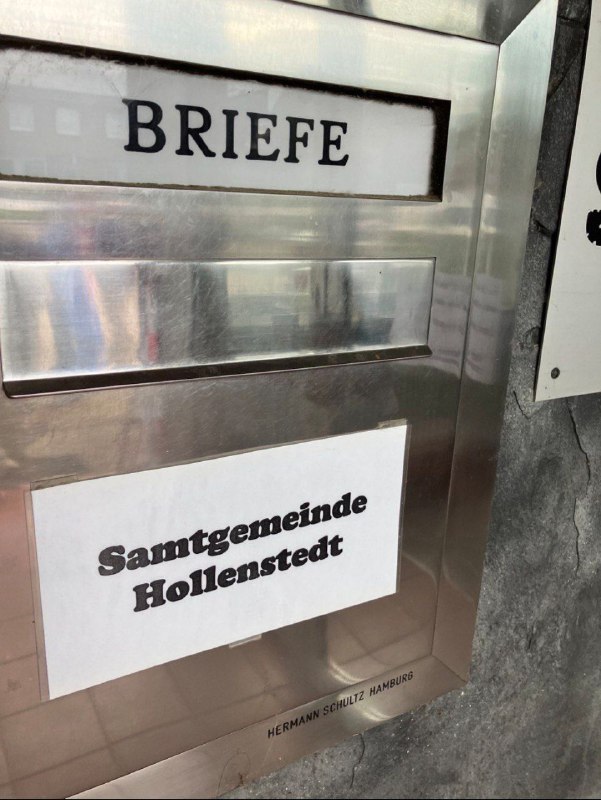 BRIEFE
Samtgemeinde
Hollenstedt
HERMANN SCHULTZ HAMBURG